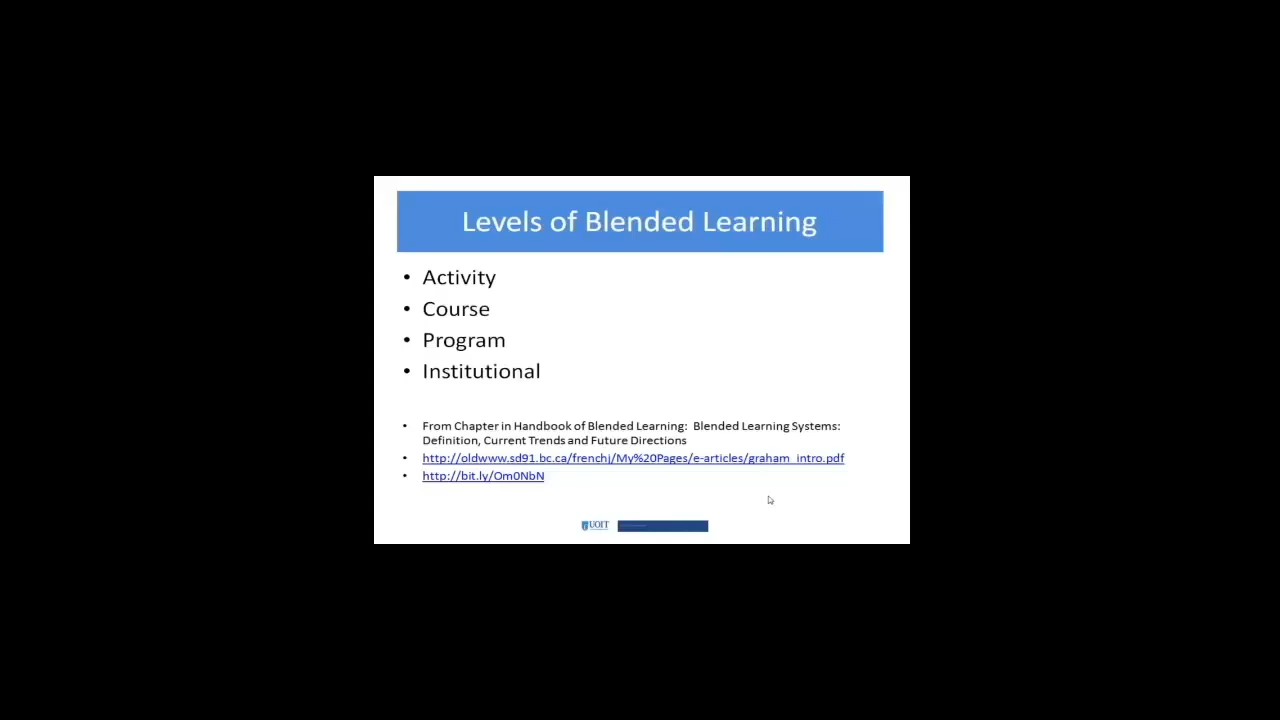 Levels of Blended Learning
• Activity
• Course
• Program
• Institutional
• From Chapter in Handbook of Blended Learning: Blended Learning Systems:
Definition, Current Trends and Future Directions
• http://oldwww.sd91.bc.ca/frenchj/My%20Pages/e-articles/graham_intro.pdf
• http://bit.ly/Om0NbN
UOIT